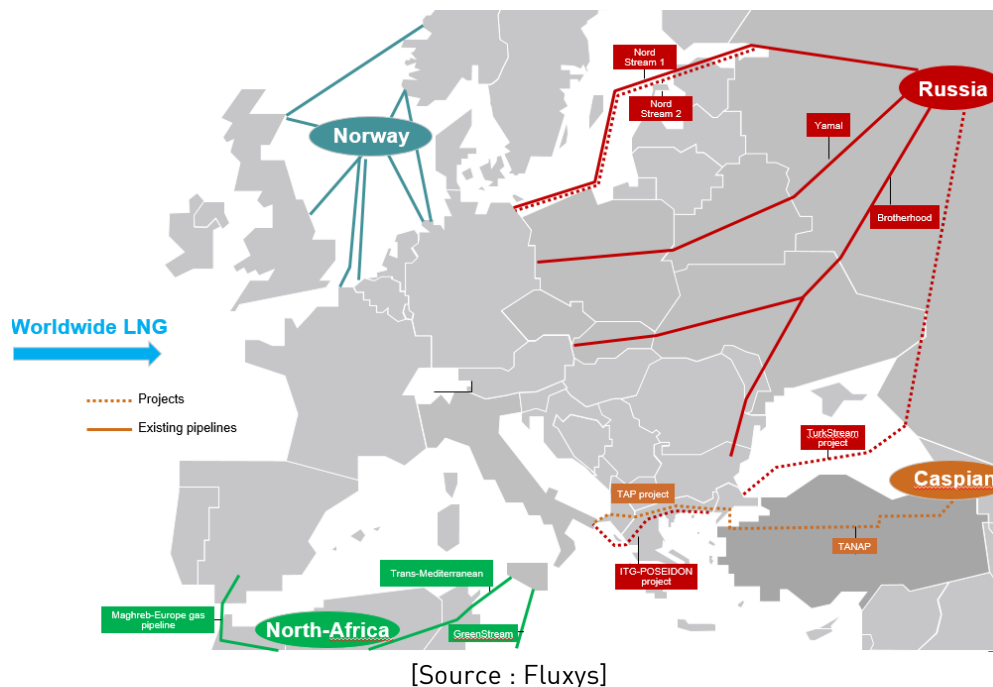 Nord
Stream 1
Nord
Stream 2
Russia
Norway
Yamal
Brotherhood
Worldwide LNG
Projects
Existing pipelines
TurkStream
project
Caspian
TAP project
TANAP
ITG-POSEIDON
project
Trans-Mediterranean
Maghreb-Europe gas
pipeline
North-Africa
GreenStream
[Source : Fluxys]